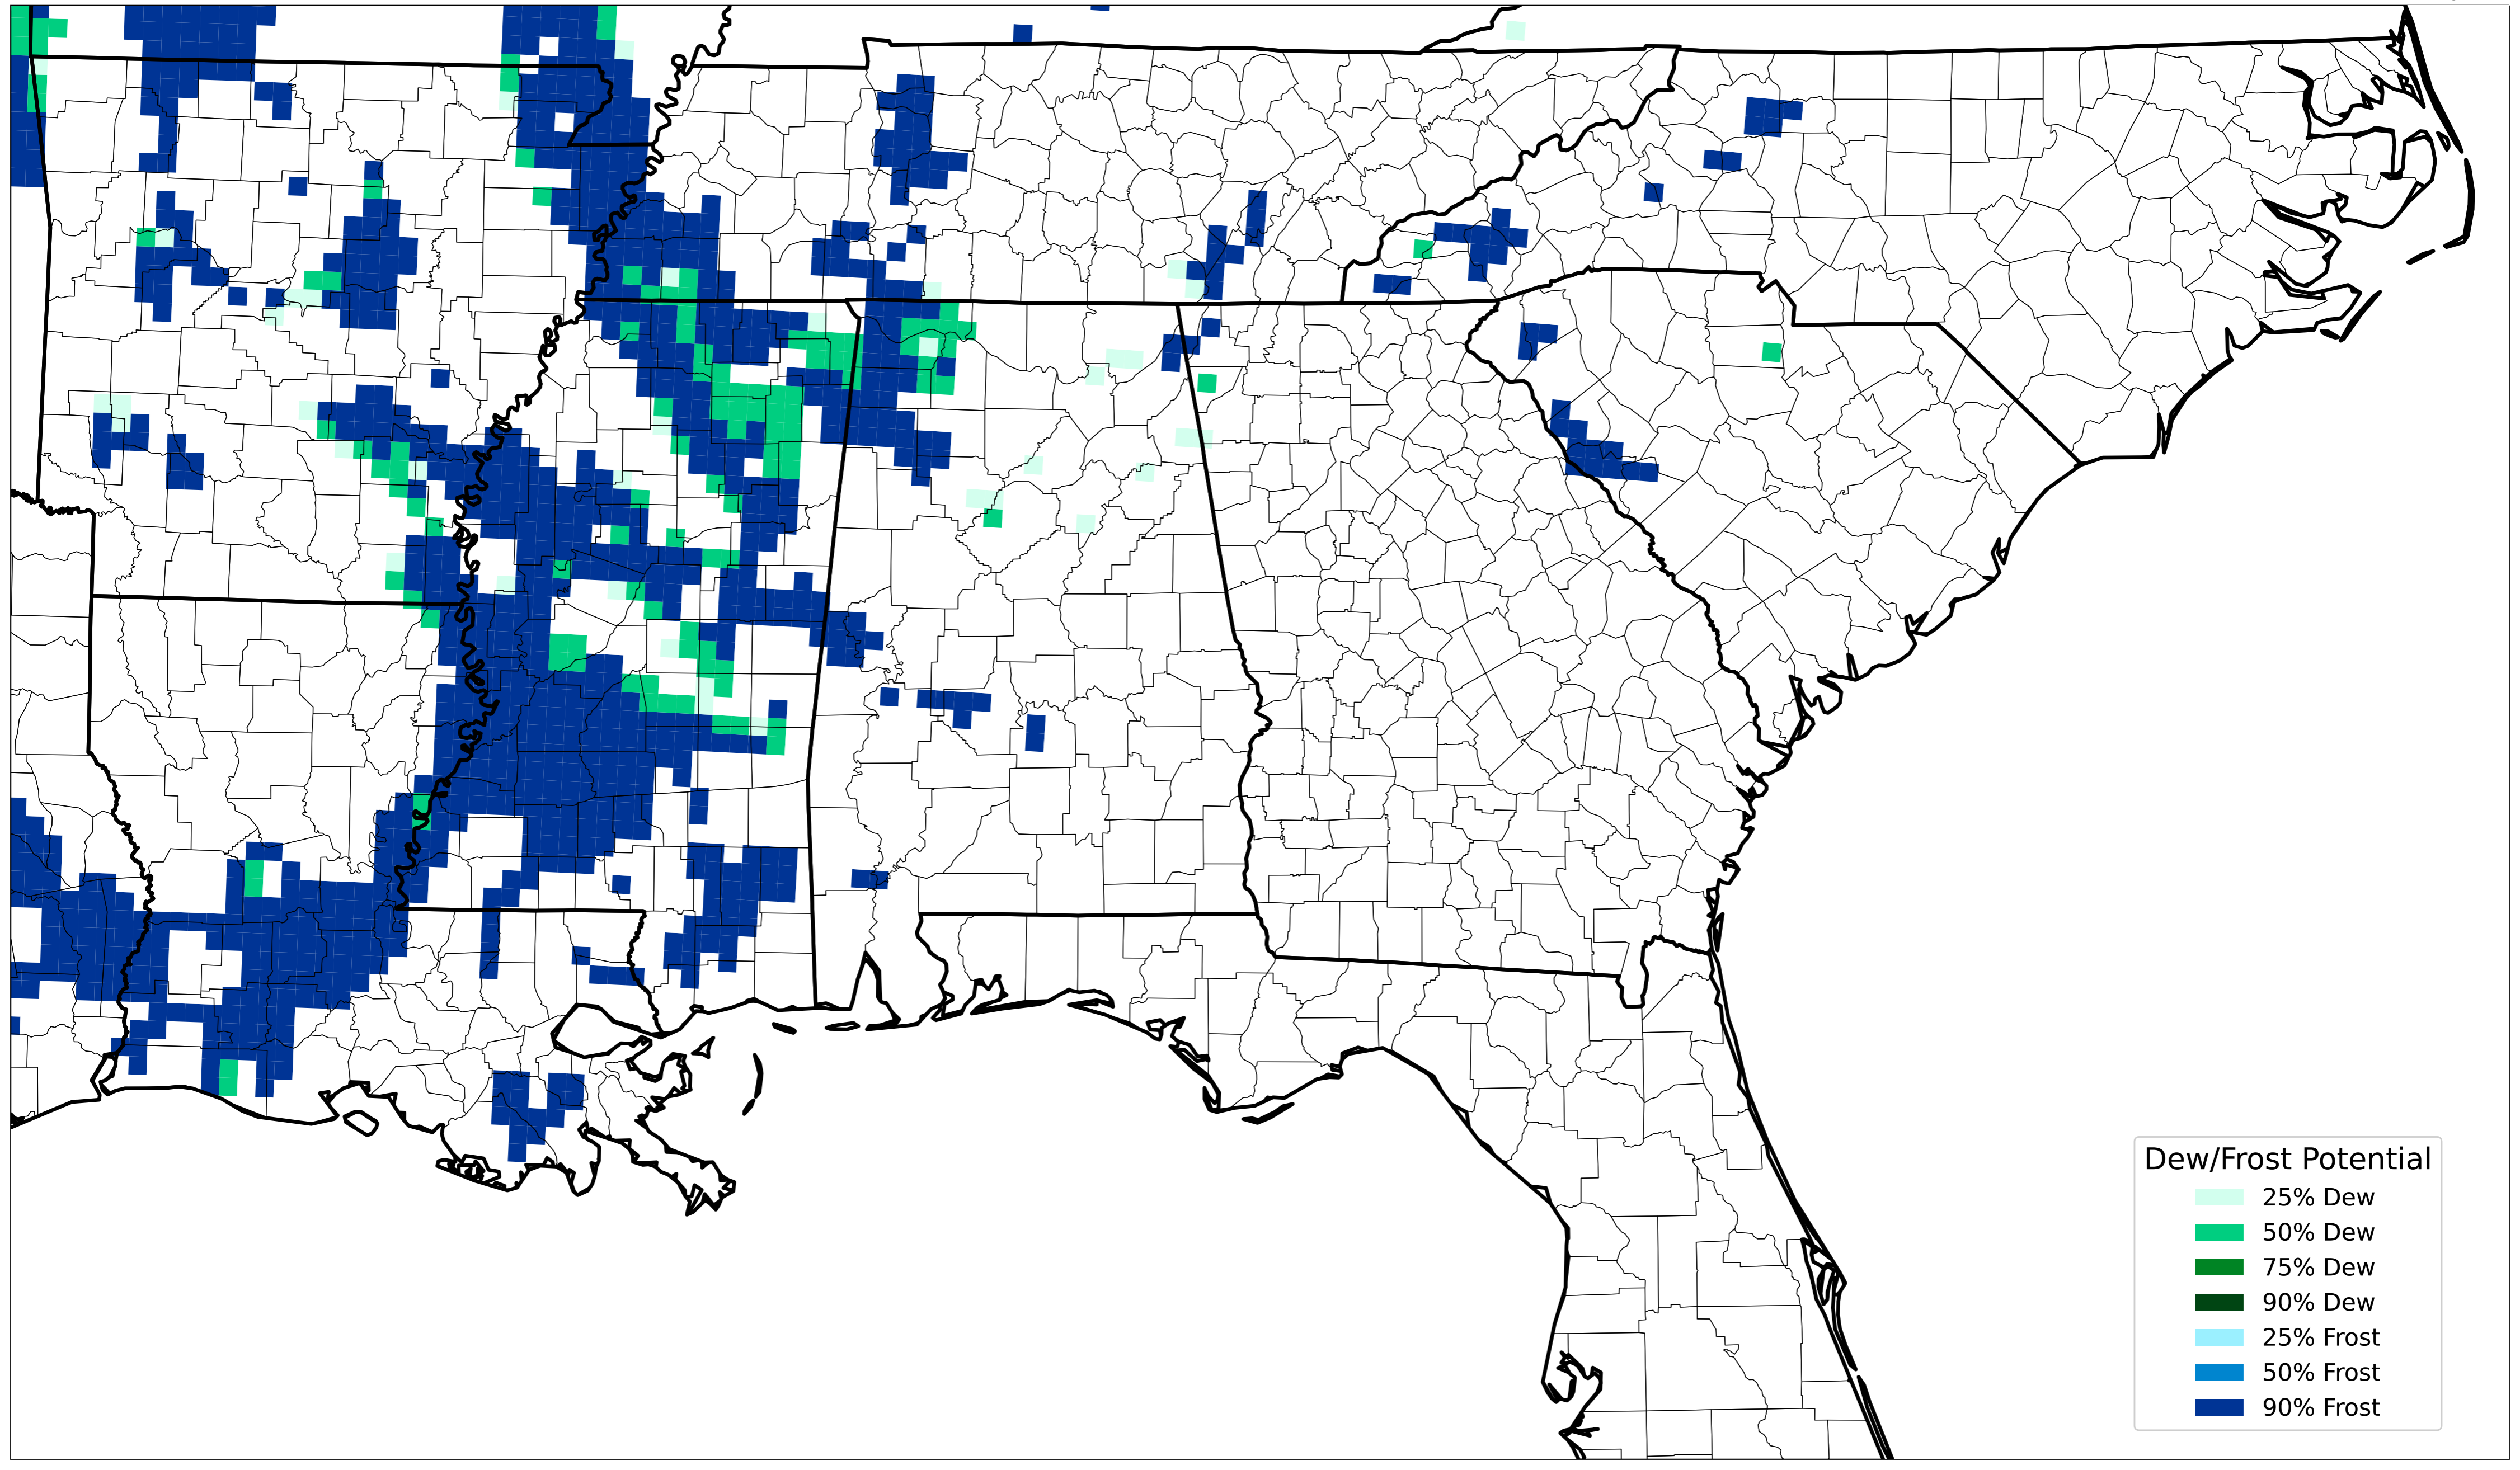 Dew/Frost Potential
25% Dew
50% Dew
75% Dew
90% Dew
25% Frost
50% Frost
90% Frost